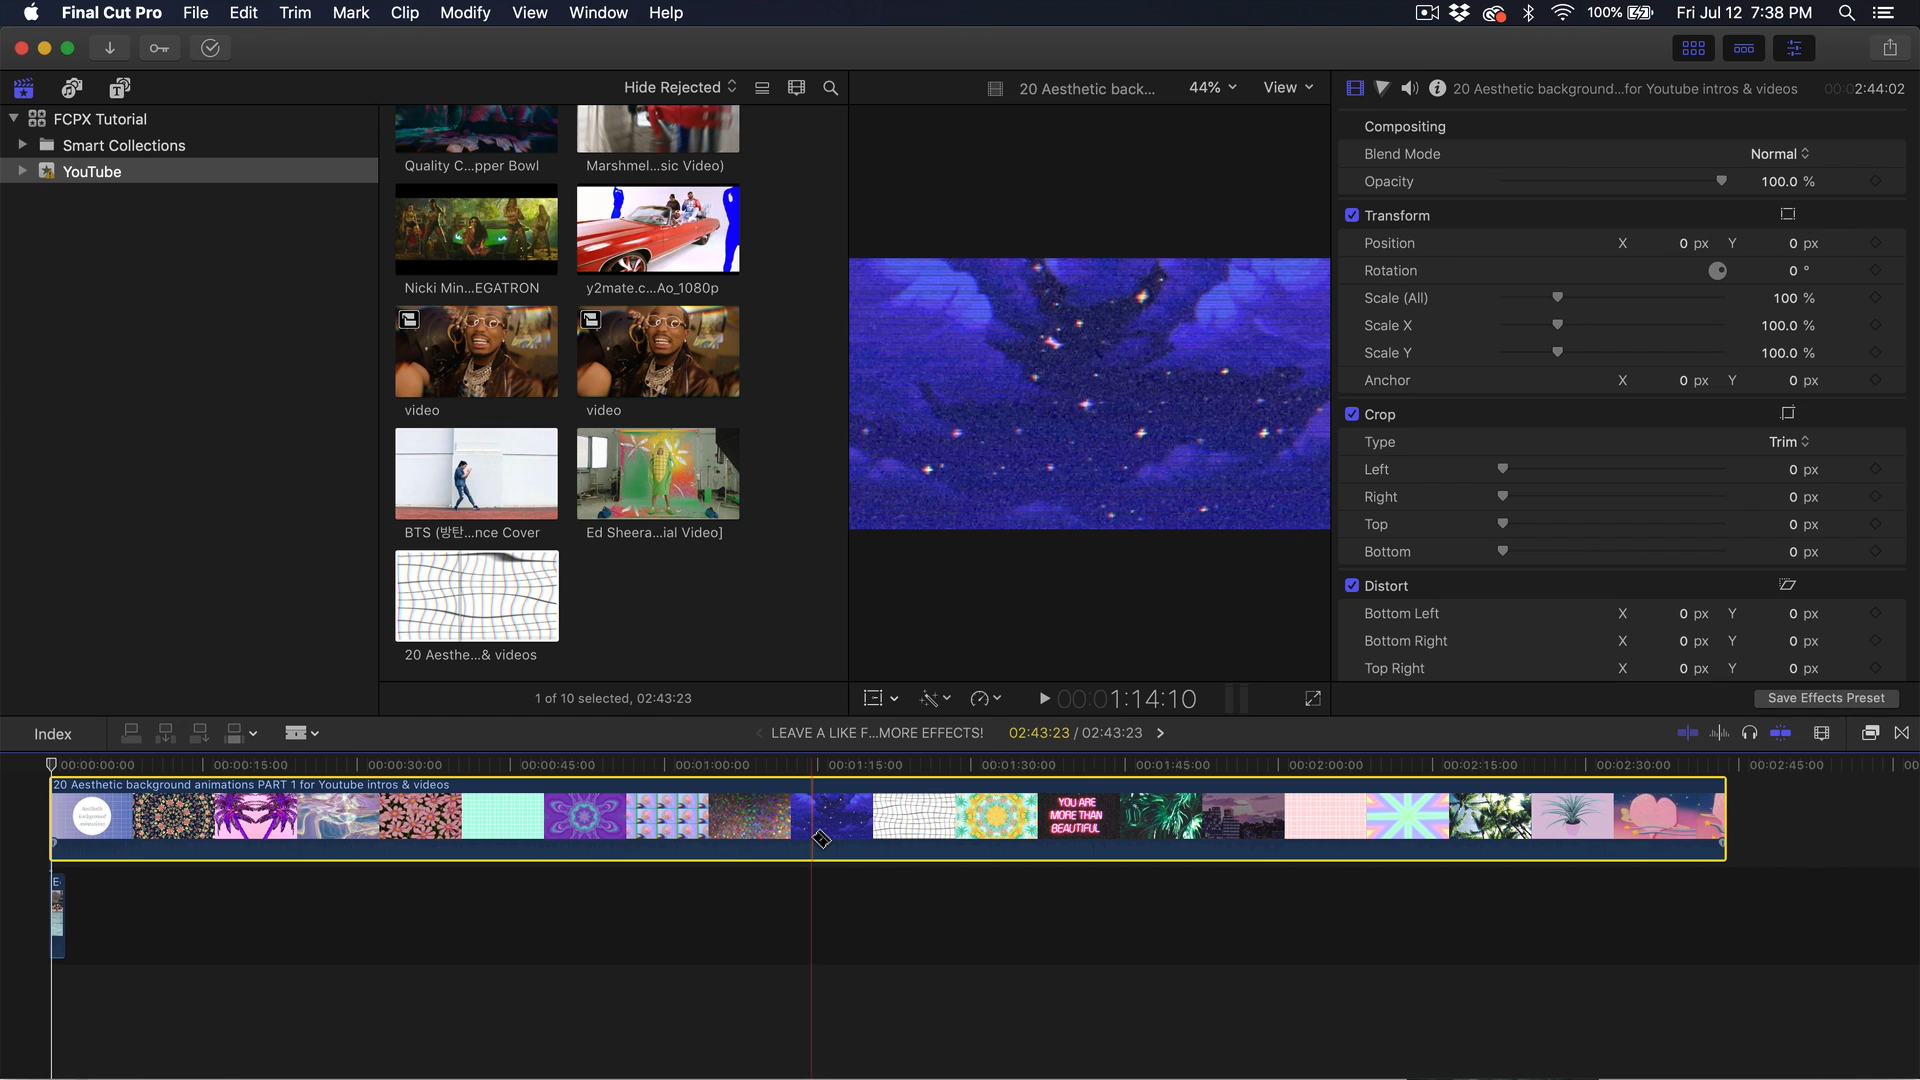 Final Cut Pro File Edit Trim Mark Clip Modify View Window Help 100% Fri Jul 12 7:38 PM
Hide Rejected
20 Aesthetic back... 44% View
20 Aesthetic background...for Youtube intros & videos 00:02:44:02
FCPX Tutorial
Smart Collections
YouTube
Quality C...pper Bowl
Marshmel...sic Video)
Nicki Min...EGATRON
y2mate.c...Ao_1080p
video
video
BTS (방탄...nce Cover
Ed Sheera...ial Video]
20 Aesthe...& videos
1 of 10 selected, 02:43:23
00:01:14:10
Compositing
Blend Mode Normal
Opacity 100.0 %
Transform
Position X 0 px Y 0 px
Rotation 0 °
Scale (All) 100 %
Scale X 100.0 %
Scale Y 100.0 %
Anchor X 0 px Y 0 px
Crop
Type Trim
Left 0 px
Right 0 px
Top 0 px
Bottom 0 px
Distort
Bottom Left X 0 px Y 0 px
Bottom Right X 0 px Y 0 px
Top Right X 0 px Y 0 px
Save Effects Preset
Index
LEAVE A LIKE F...MORE EFFECTS! 02:43:23 / 02:43:23
00:00:00:00 00:00:15:00 00:00:30:00 00:00:45:00 00:01:00:00 00:01:15:00 00:01:30:00 00:01:45:00 00:02:00:00 00:02:15:00 00:02:30:00 00:02:45:00 00
20 Aesthetic background animations PART 1 for Youtube intros & videos
Aesthetic
background
animations
YOU ARE
MORE THAN
BEAUTIFUL